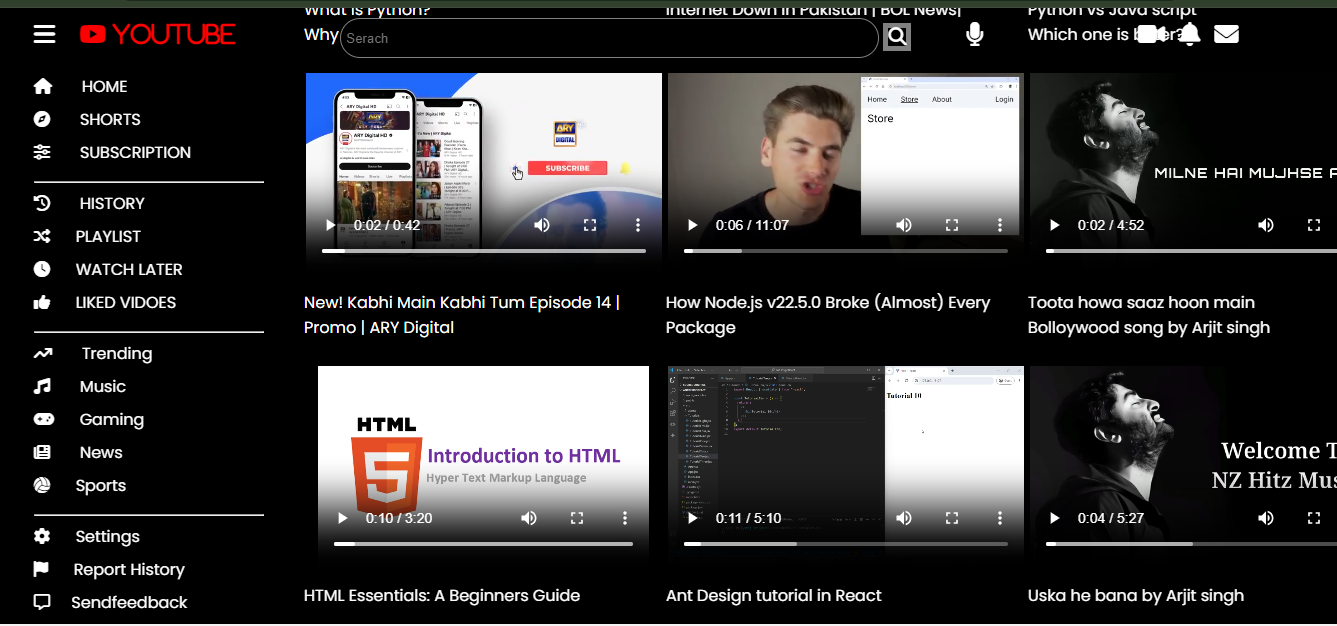 What is Python?
Internet Down in Pakistan | BOL News|
Python vs Java script
YOUTUBE
Why
Serach
Which one is
HOME
SHORTS
SUBSCRIPTION
HISTORY
PLAYLIST
WATCH LATER
LIKED VIDOES
Trending
Music
Gaming
News
Sports
Settings
Report History
Sendfeedback
ARY Digital HD
ARY Digital HD
ARY
DIGITAL
SUBSCRIBE
0:02 / 0:42
New! Kabhi Main Kabhi Tum Episode 14 |
Promo | ARY Digital
Home Store About Login
Store
0:06 / 11:07
How Node.js v22.5.0 Broke (Almost) Every
Package
MILNE HAI MUJHSE A
0:02 / 4:52
Toota howa saaz hoon main
Bolloywood song by Arjit singh
HTML
5
Introduction to HTML
Hyper Text Markup Language
0:10 / 3:20
HTML Essentials: A Beginners Guide
Tutorial 10
0:11 / 5:10
Ant Design tutorial in React
Welcome T
NZ Hitz Mus
0:04 / 5:27
Uska he bana by Arjit singh